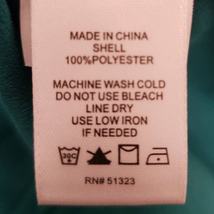 MADE IN CHINA
SHELL
100%POLYESTER
MACHINE WASH COLD
DO NOT USE BLEACH
LINE DRY
USE LOW IRON
IF NEEDED
30C
RN# 51323